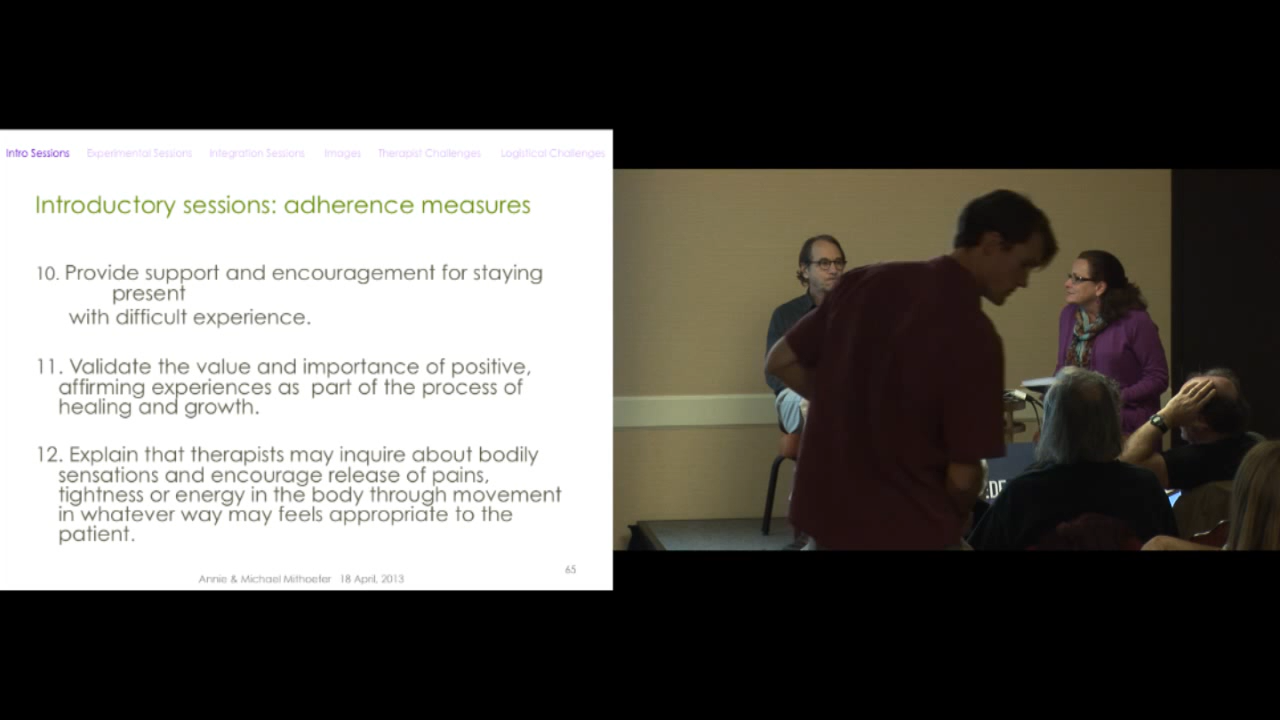 Intro Sessions Experimental Sessions Integration Sessions Images Therapist Challenges Logistical Challenges
Introductory sessions: adherence measures
10. Provide support and encouragement for staying
present
with difficult experience.
11. Validate the value and importance of positive,
affirming experiences as part of the process of
healing and growth.
12. Explain that therapists may inquire about bodily
sensations and encourage release of pains,
tightness or energy in the body through movement
in whatever way may feels appropriate to the
patient.
65
Annie & Michael Mithoefer 18 April, 2013